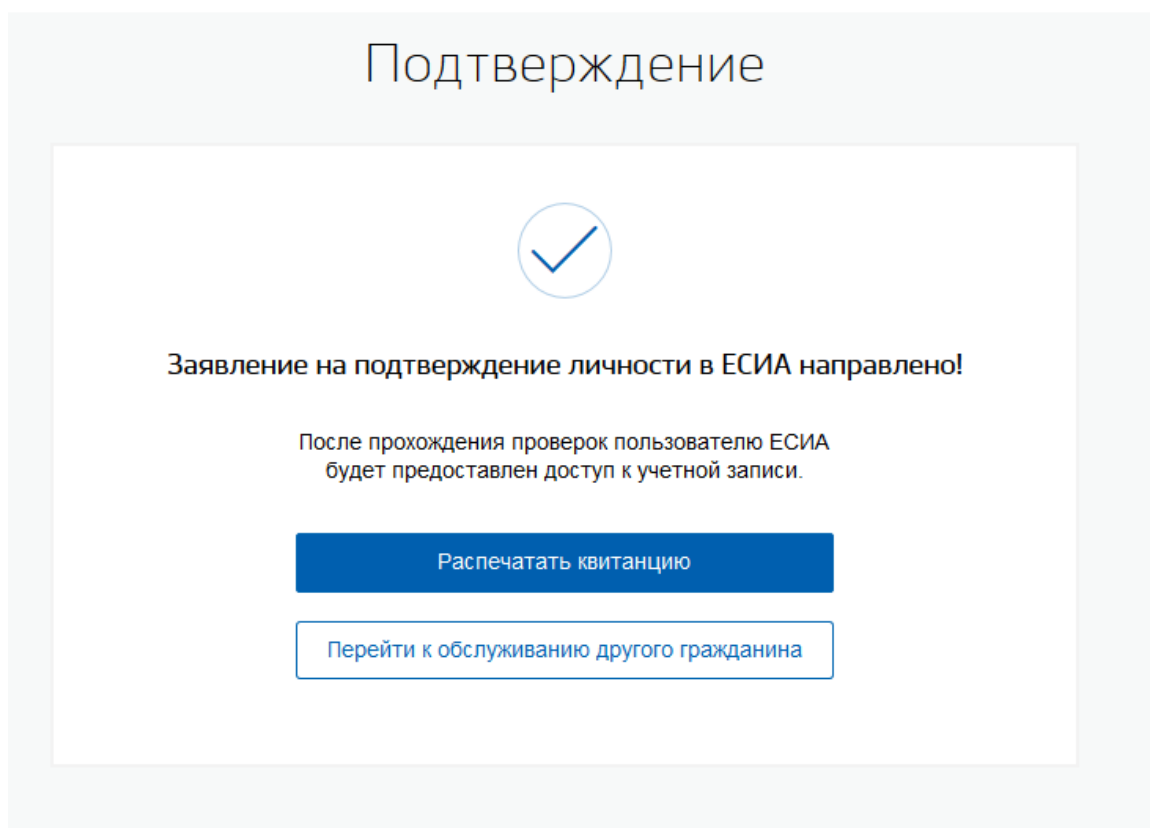 Подтверждение
Заявление на подтверждение личности в ЕСИА направлено!
После прохождения проверок пользователю ЕСИА
будет предоставлен доступ к учетной записи.
Распечатать квитанцию
Перейти к обслуживанию другого гражданина